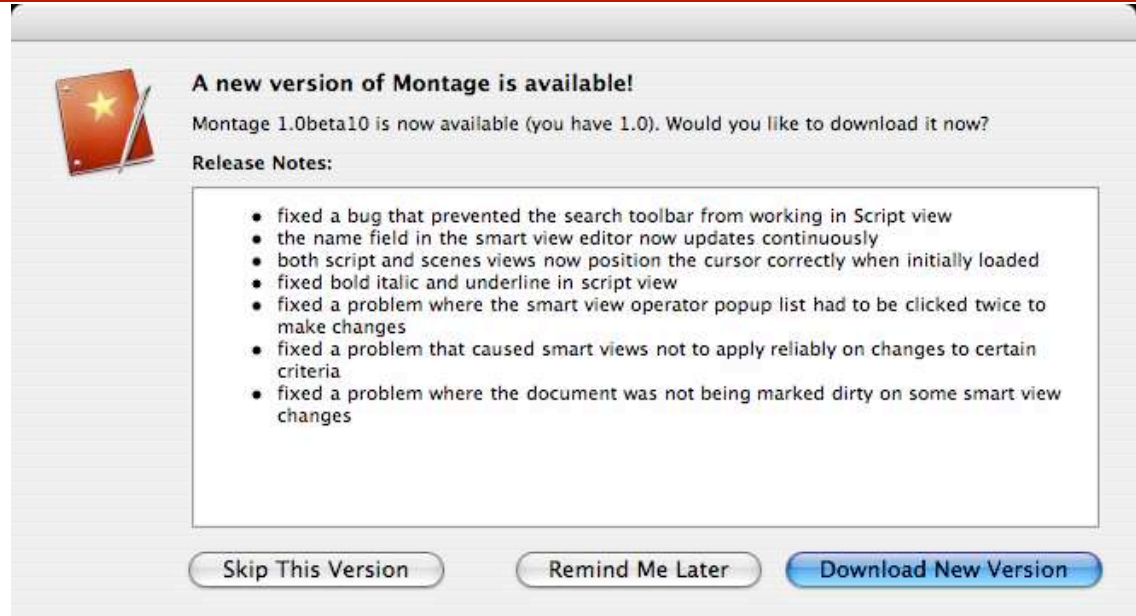 A new version of Montage is available!
Montage 1.0beta10 is now available (you have 1.0). Would you like to download it now?
Release Notes:
• fixed a bug that prevented the search toolbar from working in Script view
• the name field in the smart view editor now updates continuously
• both script and scenes views now position the cursor correctly when initially loaded
• fixed bold italic and underline in script view
• fixed a problem where the smart view operator popup list had to be clicked twice to
make changes
• fixed a problem that caused smart views not to apply reliably on changes to certain
criteria
• fixed a problem where the document was not being marked dirty on some smart view
changes
Skip This Version
Remind Me Later
Download New Version